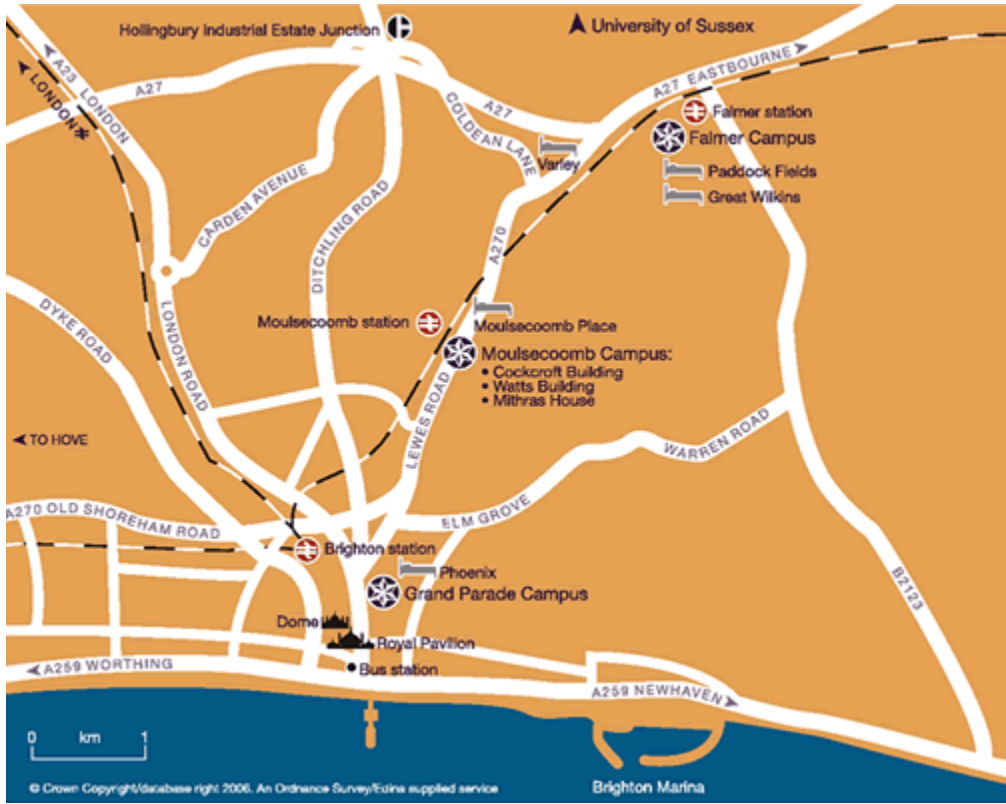 Hollingbury Industrial Estate Junction
University of Sussex
A23 LONDON
LONDON
A27
A27
A27 EASTBOURNE
COLDEAN LANE
Falmer station
Falmer Campus
Varley
Paddock Fields
Great Wilkins
CARDEN AVENUE
DITCHLING ROAD
A270
DYKE ROAD
LONDON ROAD
Moulsecoomb station
Moulsecoomb Place
Moulsecoomb Campus:
• Cockcroft Building
• Watts Building
• Mithras House
LEWES ROAD
WARREN ROAD
TO HOVE
A270 OLD SHOREHAM ROAD
ELM GROVE
Brighton station
Phoenix
Grand Parade Campus
B2123
Dome
Royal Pavilion
A259 WORTHING
Bus station
A259 NEWHAVEN
0 km 1
Brighton Marina
© Crown Copyright/database right 2006. An Ordnance Survey/Edina supplied service